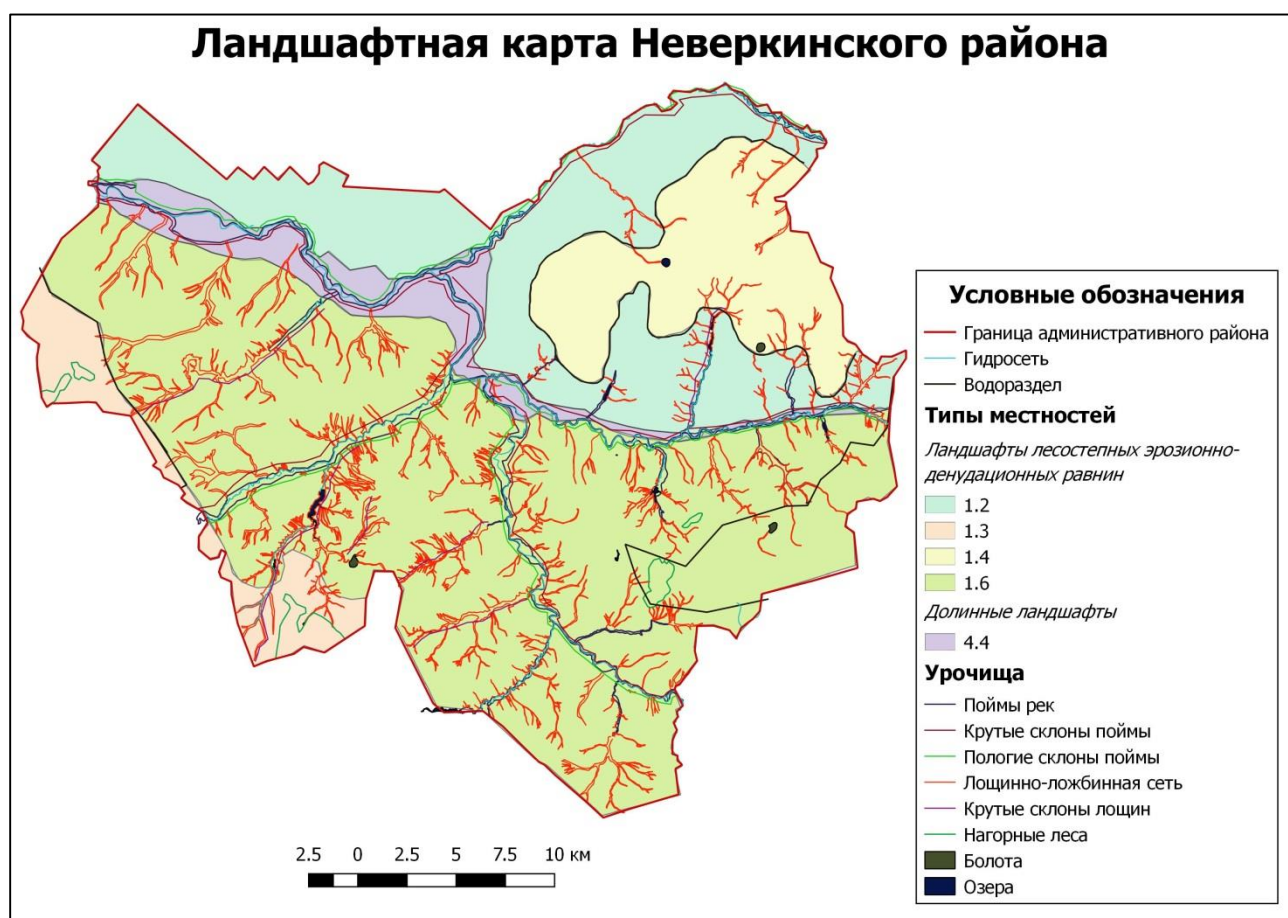 Ландшафтная карта Неверкинского района
Условные обозначения
Граница административного района
Гидросеть
Водораздел
Типы местностей
Ландшафты лесостепных эрозионно-
денудационных равнин
1.2
1.3
1.4
1.6
Долинные ландшафты
4.4
Урочища
Поймы рек
Крутые склоны поймы
Пологие склоны поймы
Лощинно-ложбинная сеть
Крутые склоны лощин
Нагорные леса
Болота
Озера
2.5 0 2.5 5 7.5 10 км